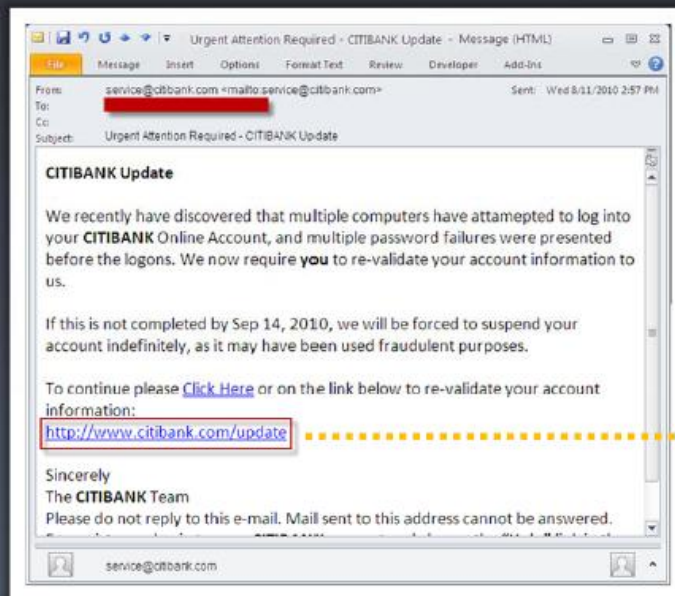 Urgent Attention Required - CITIBANK Update - Message (HTML)
File Message Insert Options Format Text Review Developer Add-Ins
From: service@citibank.com <mailto:service@citibank.com> Sent: Wed 8/11/2010 2:57 PM
To:
Cc:
Subject: Urgent Attention Required - CITIBANK Update
CITIBANK Update
We recently have discovered that multiple computers have attamepted to log into
your CITIBANK Online Account, and multiple password failures were presented
before the logons. We now require you to re-validate your account information to
us.
If this is not completed by Sep 14, 2010, we will be forced to suspend your
account indefinitely, as it may have been used fraudulent purposes.
To continue please Click Here or on the link below to re-validate your account
information:
http://www.citibank.com/update
Sincerely
The CITIBANK Team
Please do not reply to this e-mail. Mail sent to this address cannot be answered.
service@citibank.com